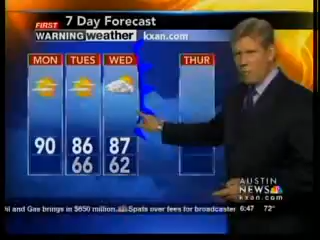 FIRST 7 Day Forecast
WARNING weather kxan.com
MON TUES WED THUR
90 86 87
66 62
AUSTIN
NEWS
kxan.com
il and Gas brings in $650 million. Spats over fees for broadcaster 6:47 72°